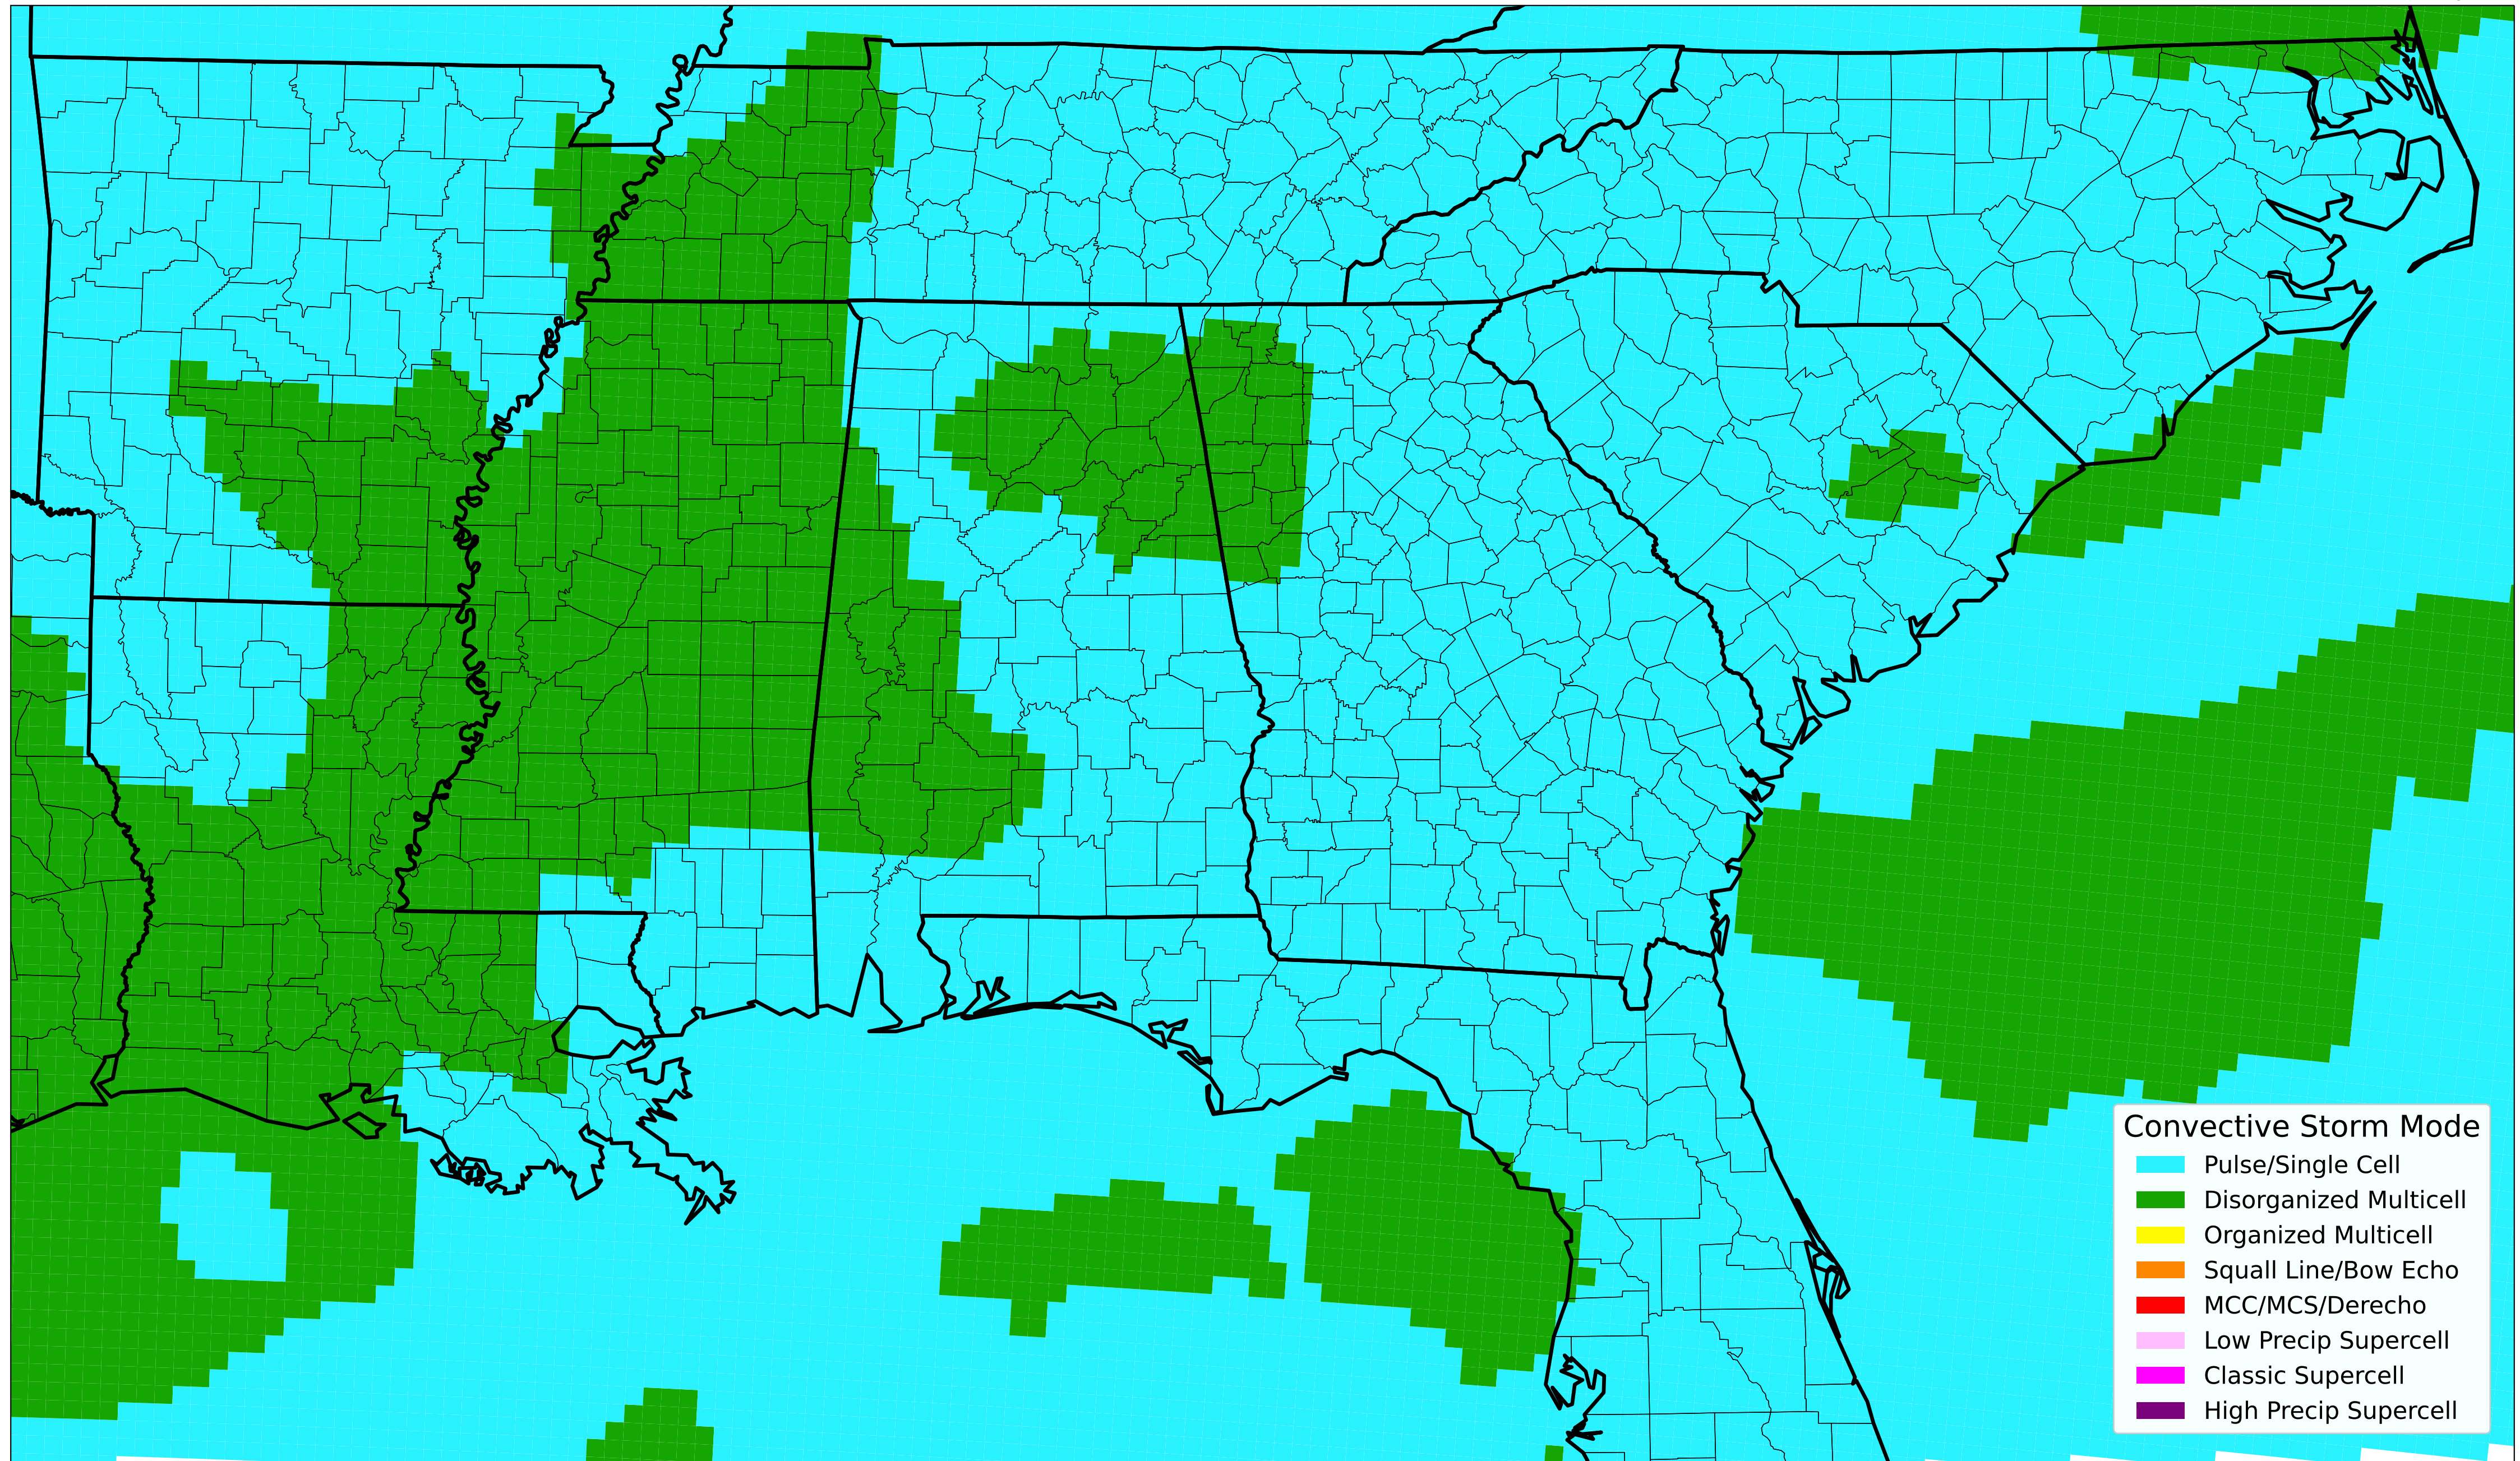 Convective Storm Mode
Pulse/Single Cell
Disorganized Multicell
Organized Multicell
Squall Line/Bow Echo
MCC/MCS/Derecho
Low Precip Supercell
Classic Supercell
High Precip Supercell